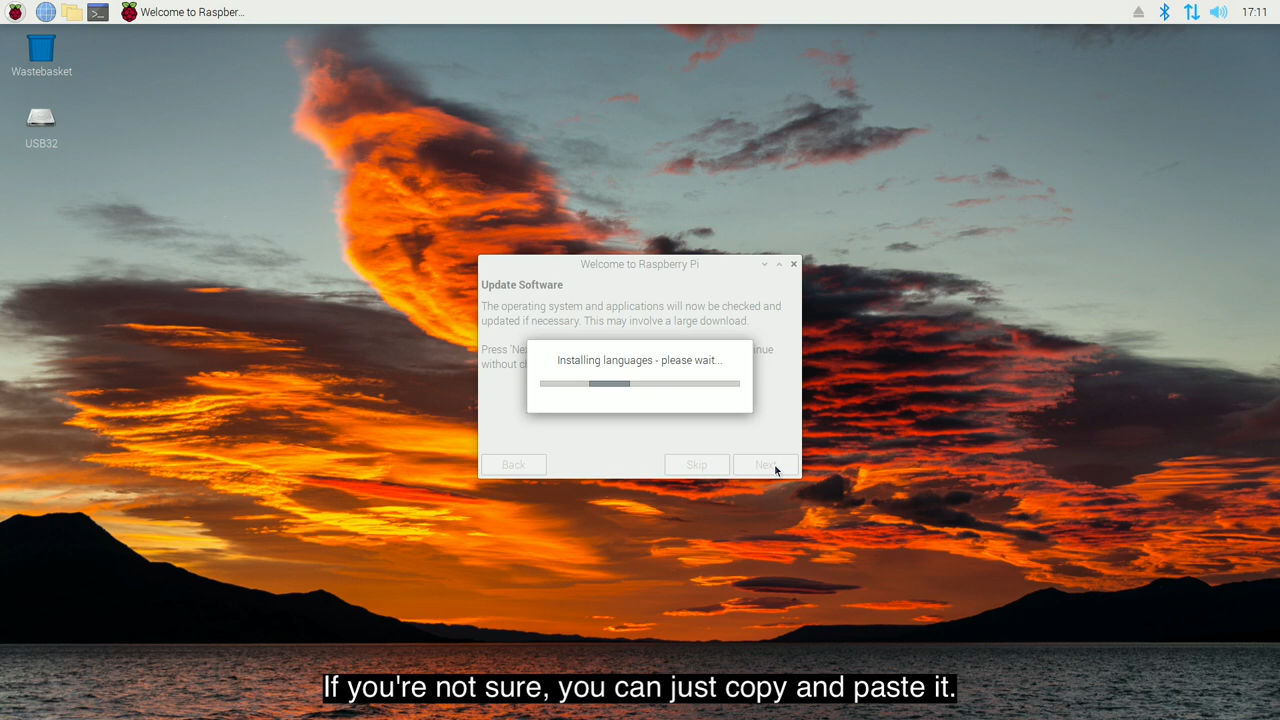 Welcome to Raspber...
17:11
Wastebasket
USB32
Welcome to Raspberry Pi
Update Software
The operating system and applications will now be checked and
updated if necessary. This may involve a large download.
Press 'Ne
without c
Installing languages - please wait...
Back
Skip
Next
If you're not sure, you can just copy and paste it.